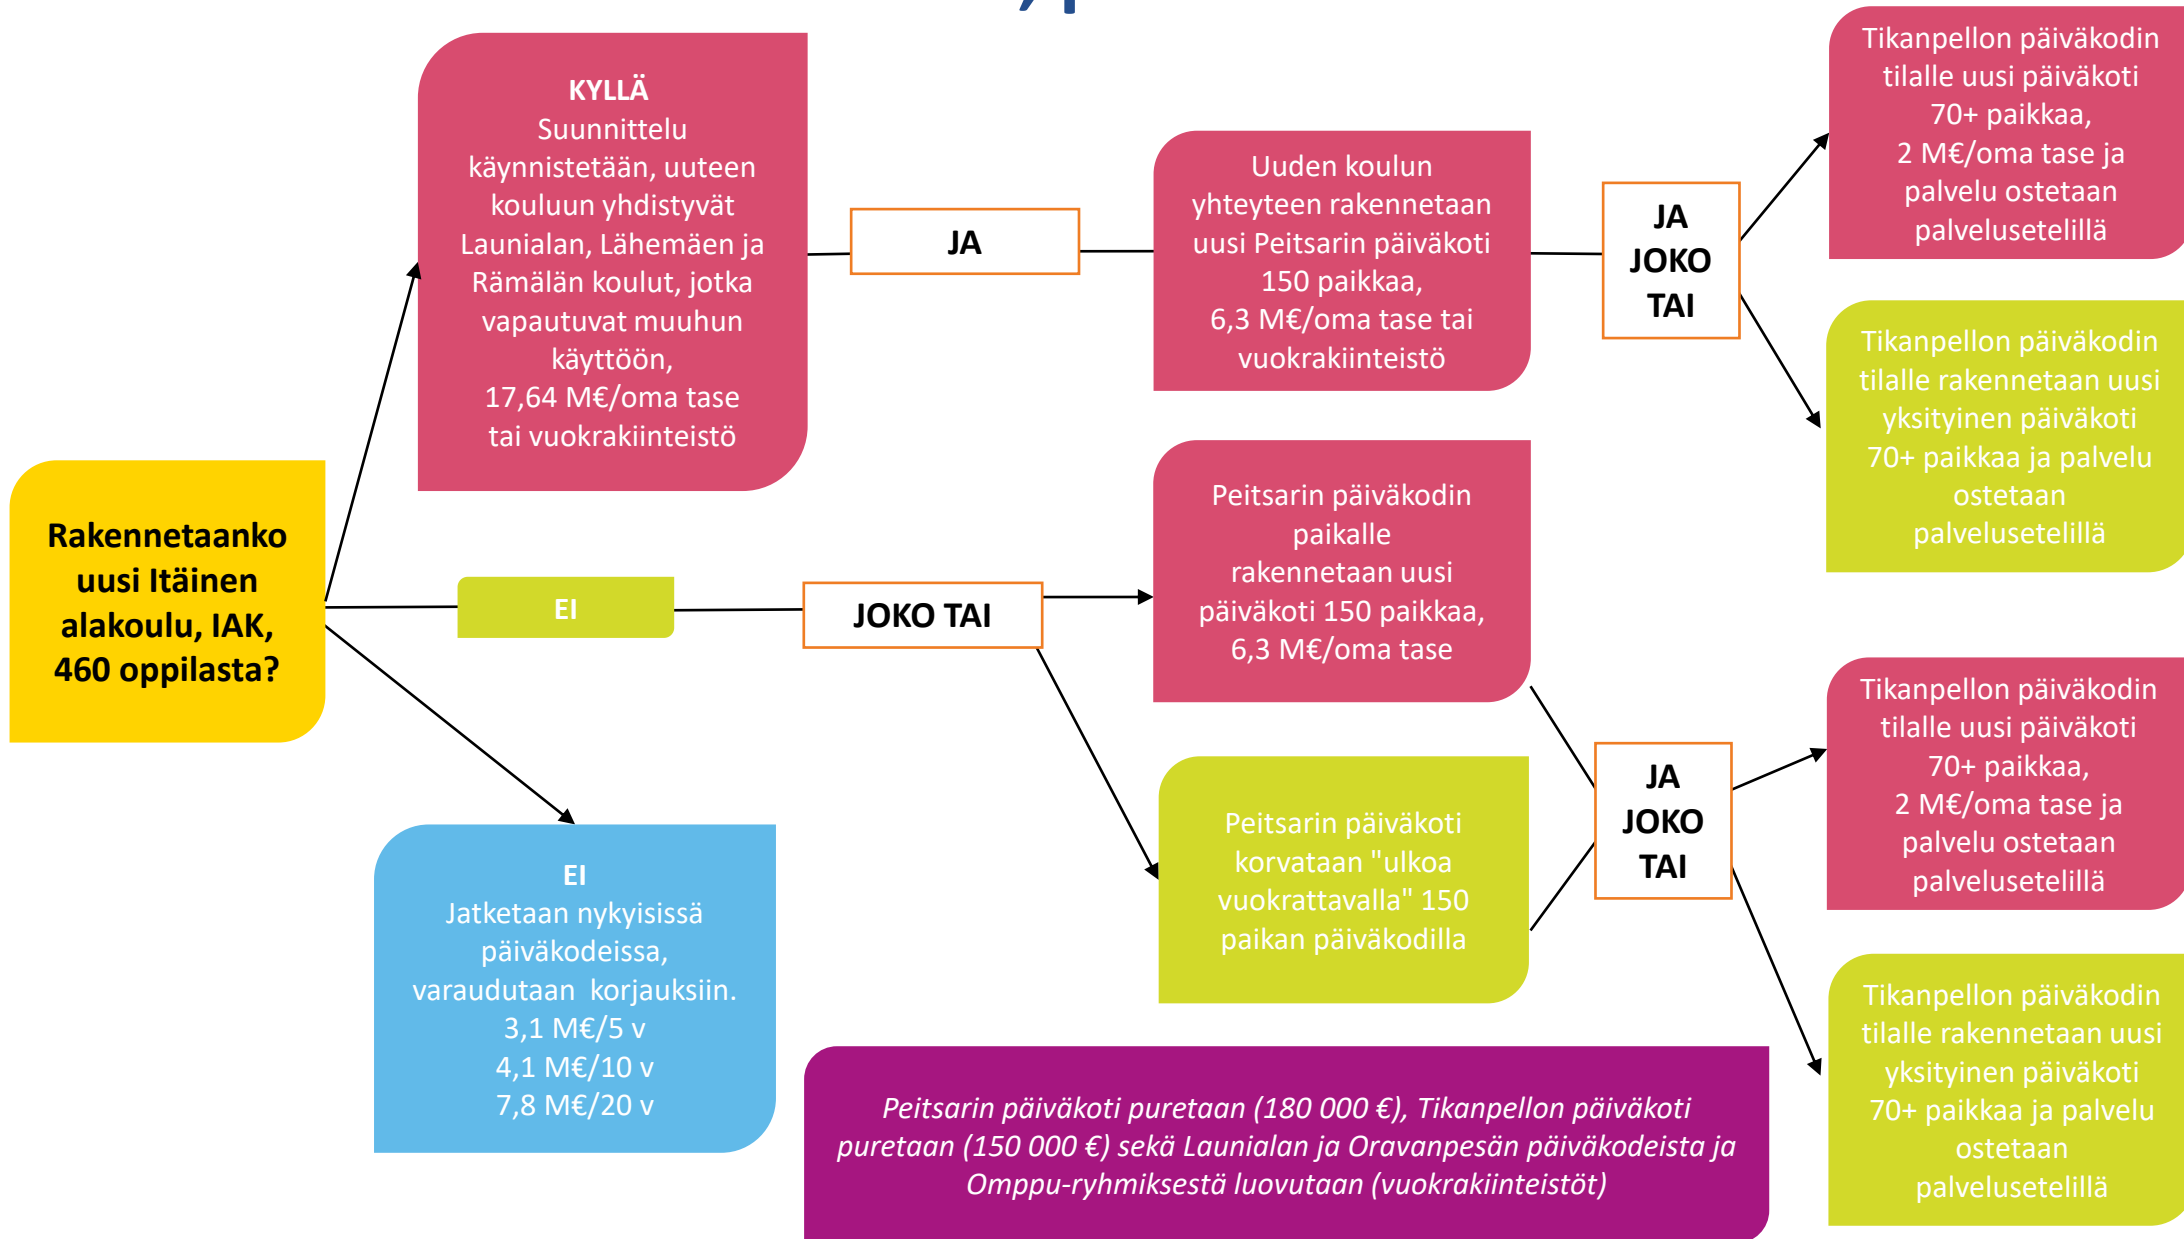 Rakennetaanko
uusi Itäinen
alakoulu, IAK,
460 oppilasta?
KYLLÄ
Suunnittelu
käynnistetään, uuteen
kouluun yhdistyvät
Launialan, Lähemäen ja
Rämälän koulut, jotka
vapautuvat muuhun
käyttöön,
17,64 M€/oma tase
tai vuokrakiinteistö
JA
Uuden koulun
yhteyteen rakennetaan
uusi Peitsarin päiväkoti
150 paikkaa,
6,3 M€/oma tase tai
vuokrakiinteistö
JA
JOKO
TAI
Tikanpellon päiväkodin
tilalle uusi päiväkoti
70+ paikkaa,
2 M€/oma tase ja
palvelu ostetaan
palvelusetelillä
Tikanpellon päiväkodin
tilalle rakennetaan uusi
yksityinen päiväkoti
70+ paikkaa ja palvelu
ostetaan
palvelusetelillä
EI
JOKO TAI
Peitsarin päiväkodin
paikalle
rakennetaan uusi
päiväkoti 150 paikkaa,
6,3 M€/oma tase
Peitsarin päiväkoti
korvataan "ulkoa
vuokrattavalla" 150
paikan päiväkodilla
JA
JOKO
TAI
Tikanpellon päiväkodin
tilalle uusi päiväkoti
70+ paikkaa,
2 M€/oma tase ja
palvelu ostetaan
palvelusetelillä
Tikanpellon päiväkodin
tilalle rakennetaan uusi
yksityinen päiväkoti
70+ paikkaa ja palvelu
ostetaan
palvelusetelillä
EI
Jatketaan nykyisissä
päiväkodeissa,
varaudutaan korjauksiin.
3,1 M€/5 v
4,1 M€/10 v
7,8 M€/20 v
Peitsarin päiväkoti puretaan (180 000 €), Tikanpellon päiväkoti
puretaan (150 000 €) sekä Launialan ja Oravanpesän päiväkodeista ja
Omppu-ryhmiksestä luovutaan (vuokrakiinteistöt)